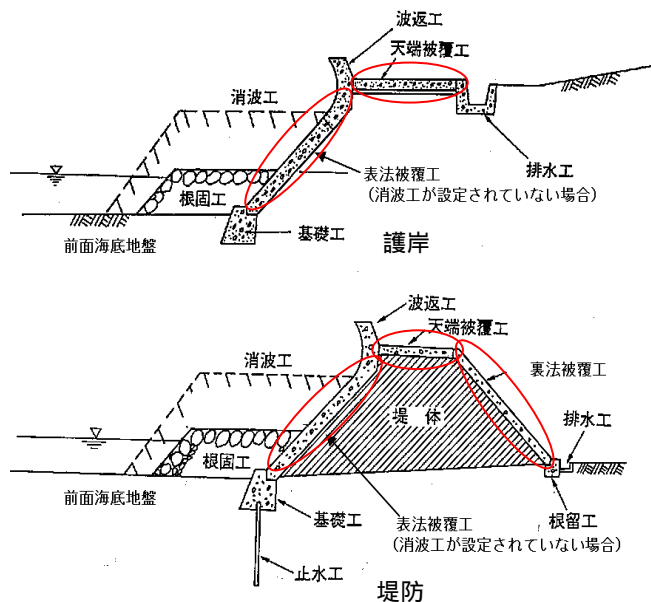 波返工
天端被覆工
消波工
排水工
表法被覆工
(消波工が設定されていない場合)
根固工
基礎工
護岸
前面海底地盤
波返工
天端被覆工
消波工
裏法被覆工
堤 体
排水工
根固工
前面海底地盤
基礎工
表法被覆工
(消波工が設定されていない場合)
根留工
止水工
堤防